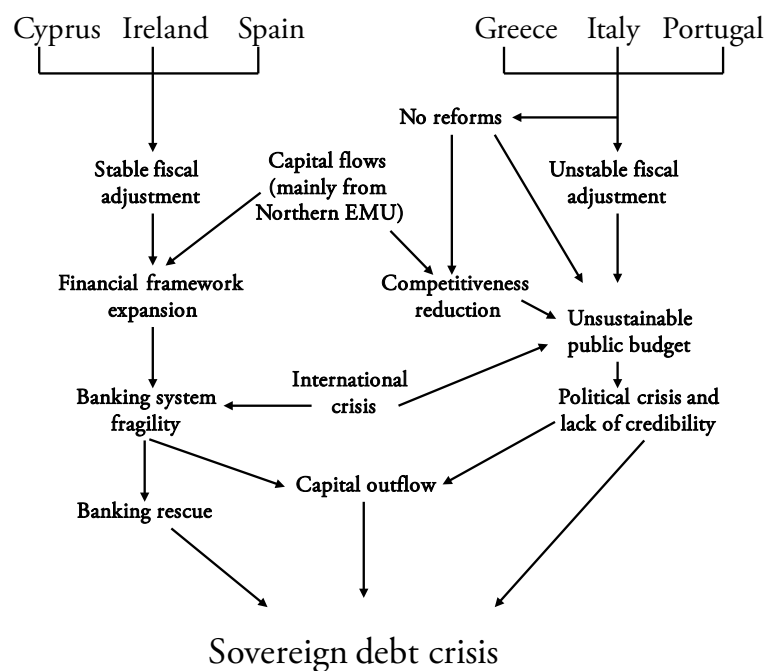 Cyprus Ireland Spain
Greece Italy Portugal
No reforms
Stable fiscal
adjustment
Capital flows
(mainly from
Northern EMU)
Unstable fiscal
adjustment
Financial framework
expansion
Competitiveness
reduction
Unsustainable
public budget
Banking system
fragility
International
crisis
Political crisis and
lack of credibility
Capital outflow
Banking rescue
Sovereign debt crisis